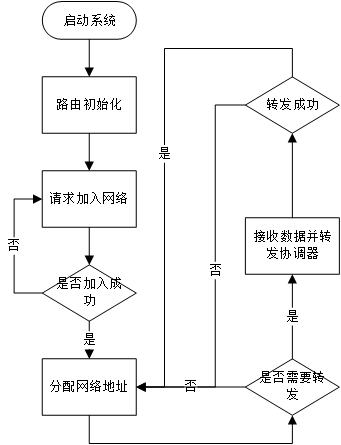 启动系统
路由初始化
请求加入网络
否
是否加入成
功
是
分配网络地址
转发成功
是
否
接收数据并转
发协调器
是
是否需要转
发
否